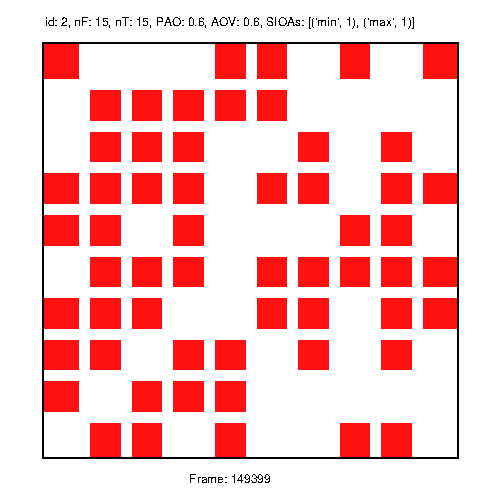 id: 2, nF: 15, nT: 15, PAO: 0.6, AOV: 0.6, SIOAs: [('min', 1), ('max', 1)]
Frame: 149399